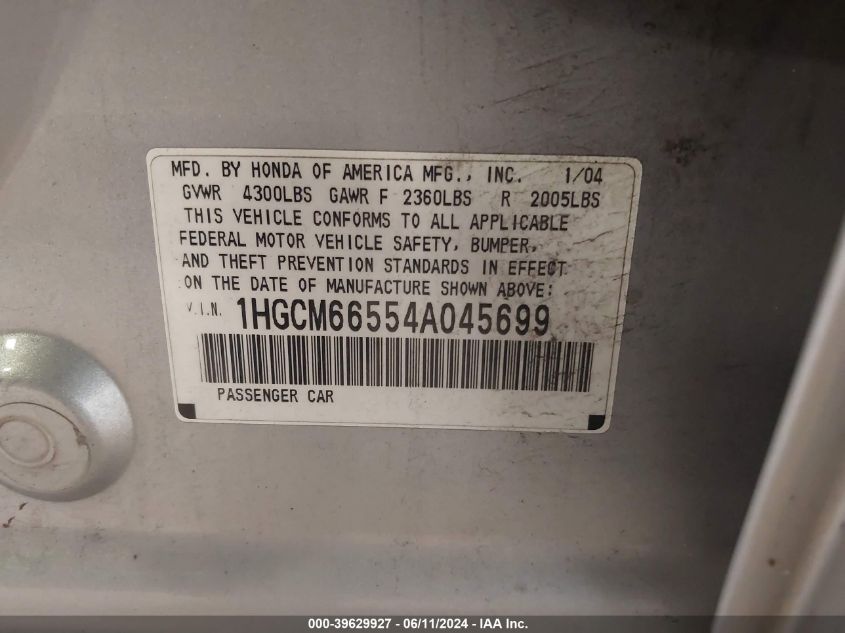 MFD. BY HONDA OF AMERICA MFG., INC. 1/04
GVWR 4300LBS GAWR F 2360LBS R 2005LBS
THIS VEHICLE CONFORMS TO ALL APPLICABLE
FEDERAL MOTOR VEHICLE SAFETY, BUMPER,
AND THEFT PREVENTION STANDARDS IN EFFECT
ON THE DATE OF MANUFACTURE SHOWN ABOVE:
V.I.N. 1HGCM66554A045699
PASSENGER CAR
000-39629927 - 06/11/2024 - IAA Inc.